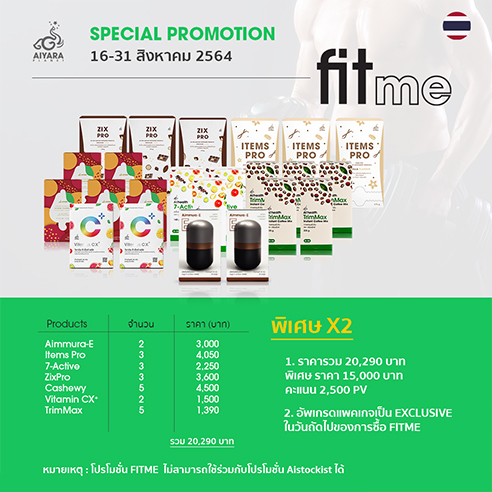 AIYARA
PLANET
SPECIAL PROMOTION
16-31 สิงหาคม 2564
fitme
ZIX
PRO
ZIX
PRO
ZIX
PRO
ITEMS
PRO
ITEMS
PRO
ITEMS
PRO
7-Active
TrimMax
TrimMax
TrimMax
Aimmura-E
Aimmura-E
C+
C+
Products จำนวน ราคา (บาท)
Aimmura-E 2 3,000
Items Pro 3 4,050
7-Active 3 2,250
ZixPro 3 3,600
Cashewy 5 4,500
Vitamin CX⁺ 2 1,500
TrimMax 5 1,390
รวม 20,290 บาท
พิเศษ X2
1. ราคารวม 20,290 บาท
พิเศษ ราคา 15,000 บาท
คะแนน 2,500 PV
2. อัพเกรดแพคเกจเป็น EXCLUSIVE
ในวันถัดไปของการซื้อ FITME
หมายเหตุ : โปรโมชั่น FITME ไม่สามารถใช้ร่วมกับโปรโมชั่น AIstockist ได้